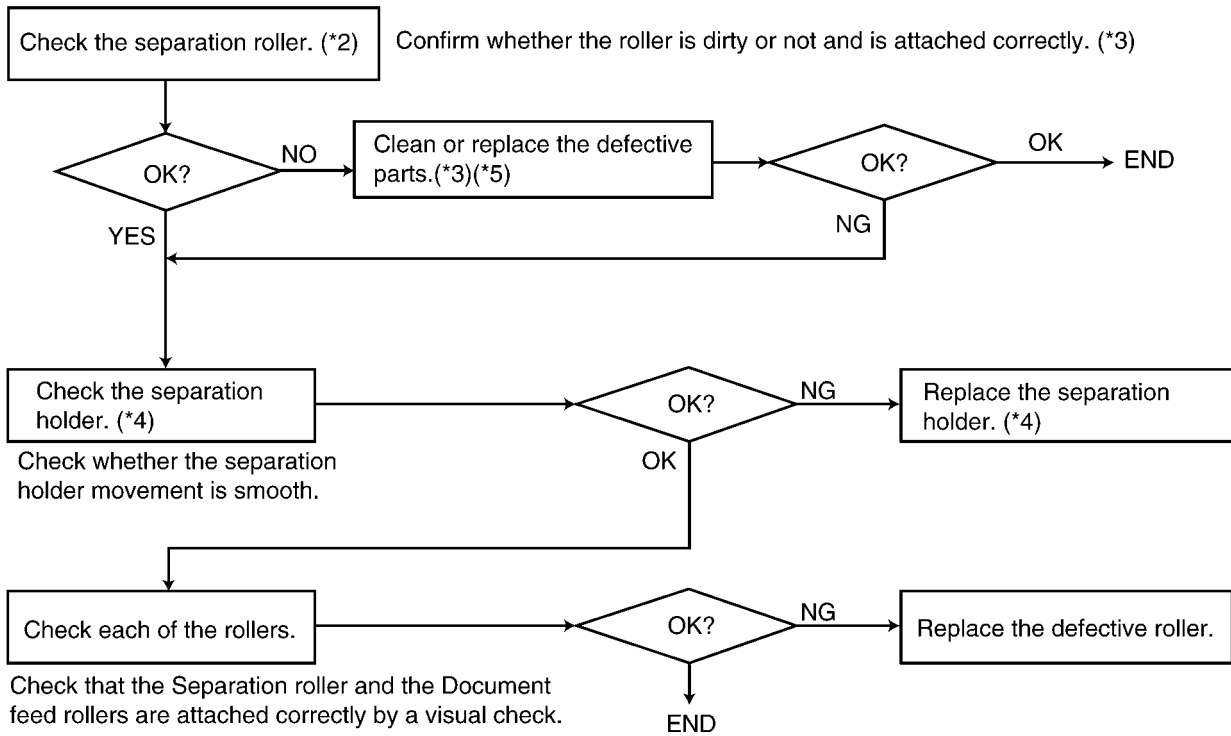 Check the separation roller. (*2)
Confirm whether the roller is dirty or not and is attached correctly. (*3)
OK?
NO
Clean or replace the defective
parts.(*3)(*5)
OK?
OK
END
NG
YES
Check the separation
holder. (*4)
Check whether the separation
holder movement is smooth.
OK?
NG
Replace the separation
holder. (*4)
OK
Check each of the rollers.
Check that the Separation roller and the Document
feed rollers are attached correctly by a visual check.
OK?
NG
Replace the defective roller.
END